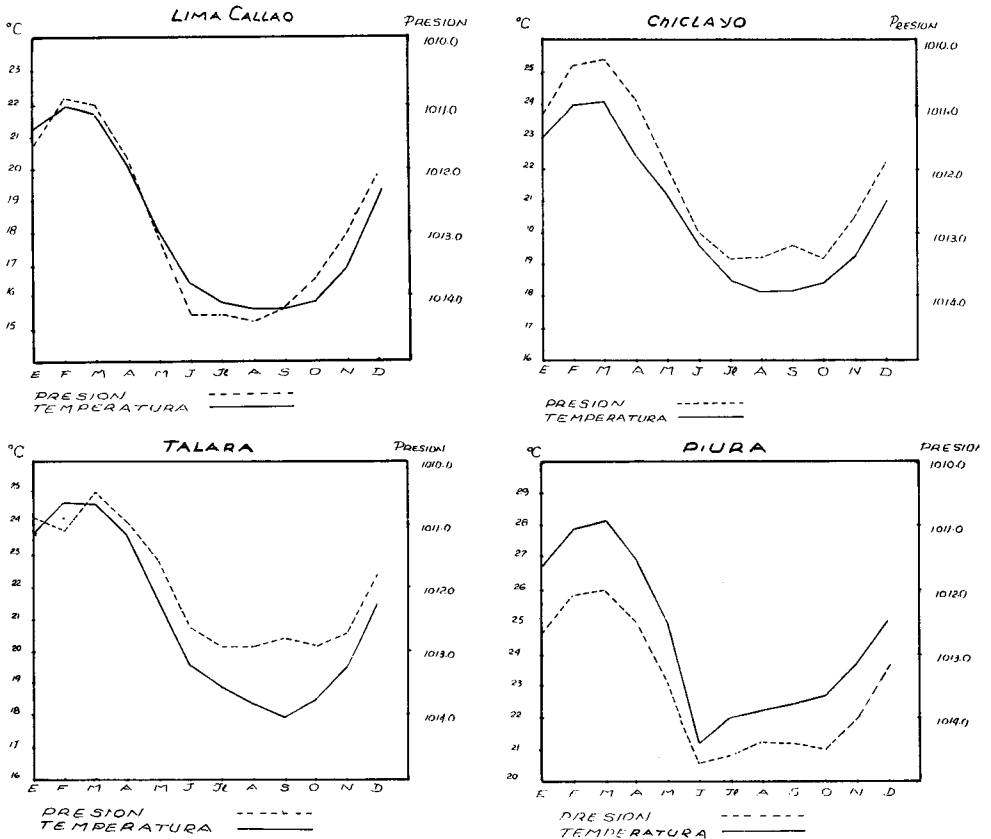 LIMA CALLAO
°C
PRESION
23
22
21
20
19
18
17
16
15
1010.0
1011.0
1012.0
1013.0
1014.0
E F M A M J Jl A S O N D
PRESION
TEMPERATURA
CHICLAYO
°C
PRESION
25
24
23
22
21
20
19
18
17
16
1010.0
1011.0
1012.0
1013.0
1014.0
E F M A M J Jl A S O N D
PRESION
TEMPERATURA
TALARA
°C
PRESION
25
24
23
22
21
20
19
18
17
16
1010.0
1011.0
1012.0
1013.0
1014.0
E F M A M J Jl A S O N D
PRESION
TEMPERATURA
PIURA
°C
PRESION
29
28
27
26
25
24
23
22
21
20
1010.0
1011.0
1012.0
1013.0
1014.0
E F M A M J Jl A S O N D
PRESION
TEMPERATURA